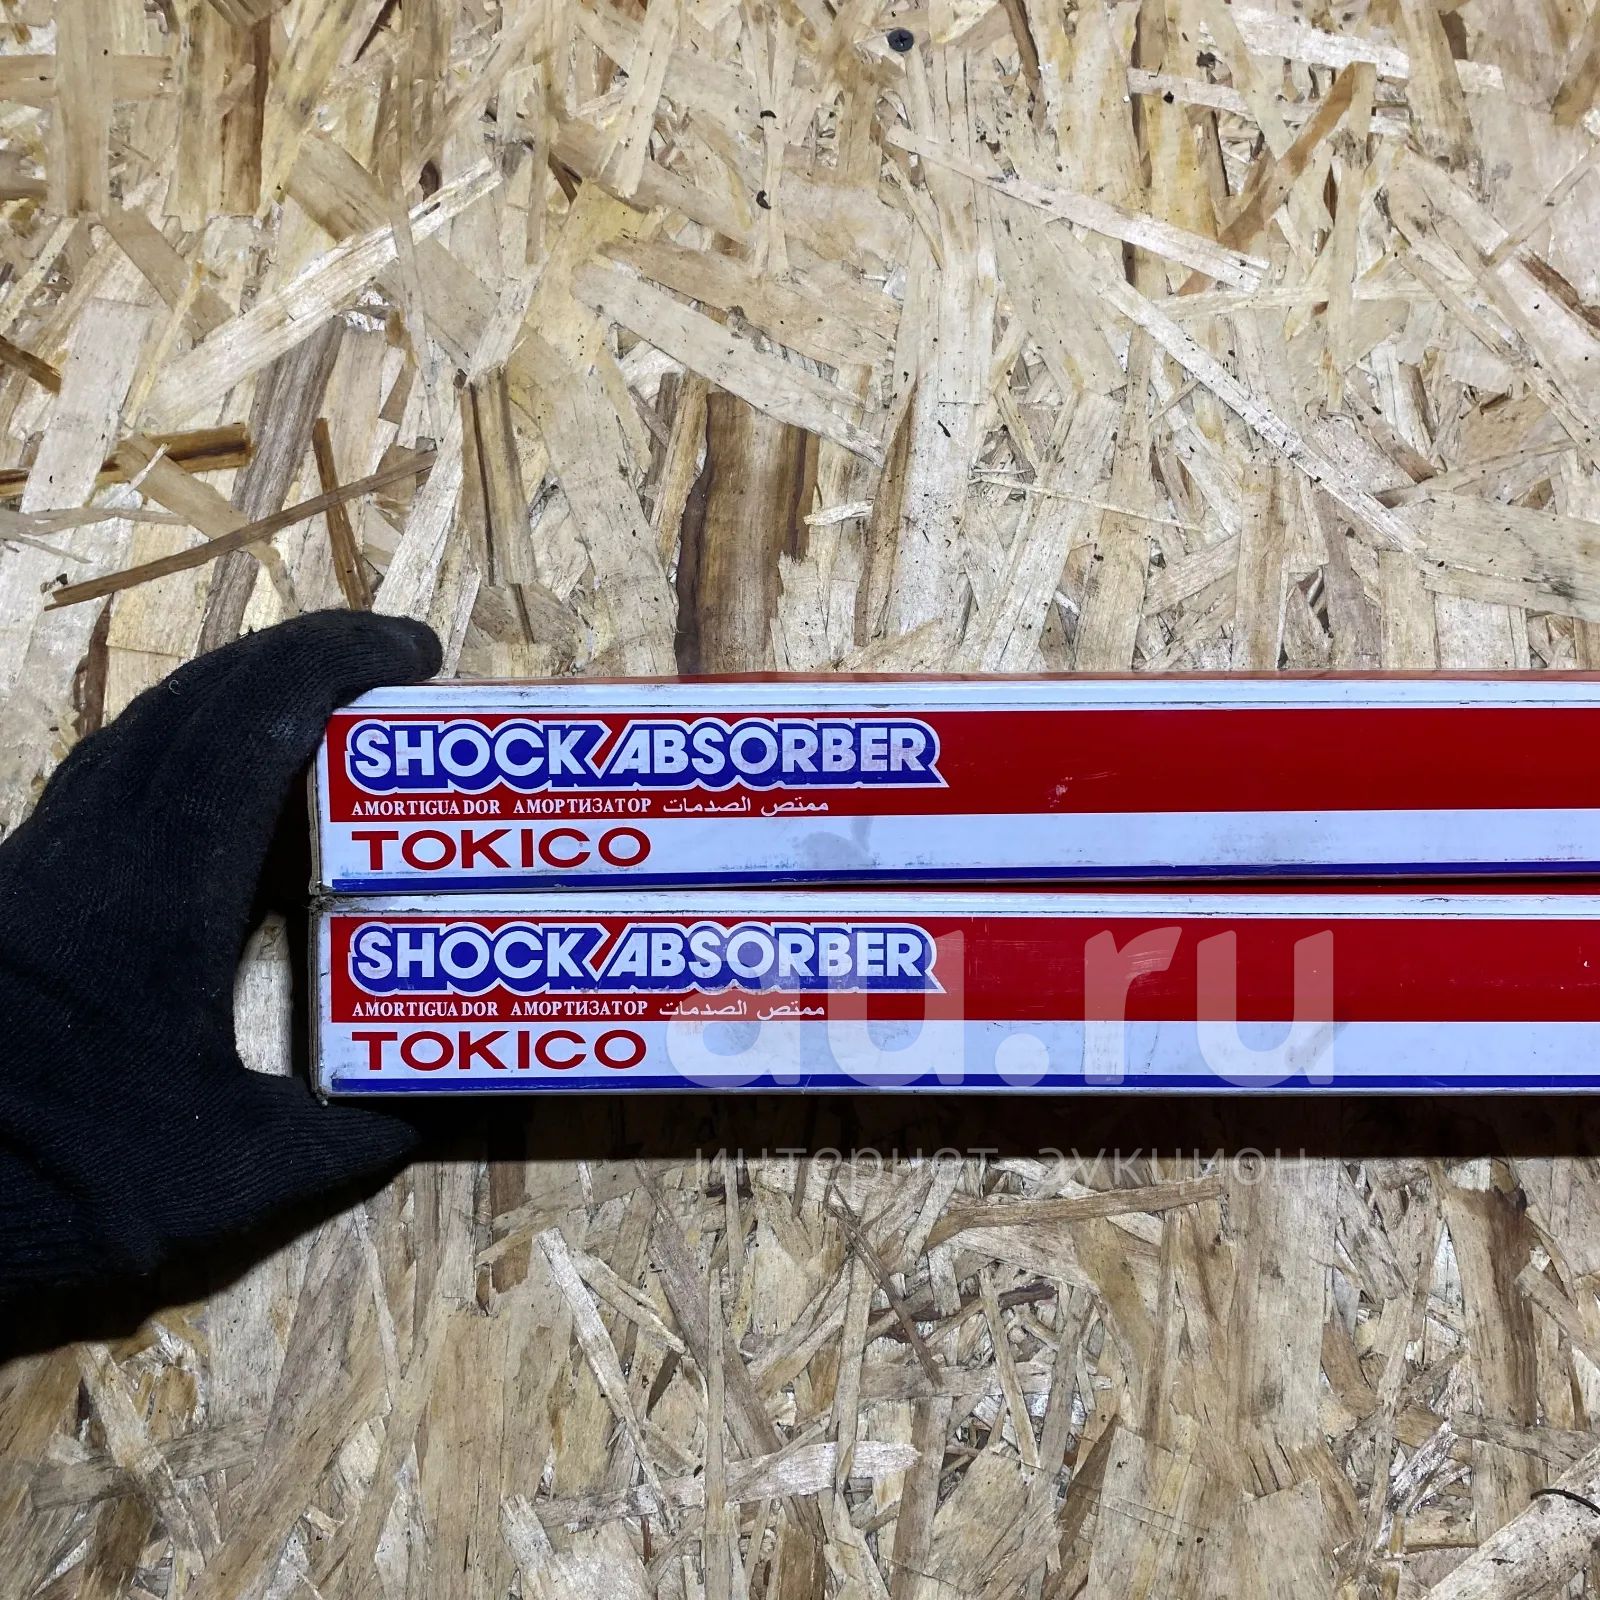 SHOCK ABSORBER
AMORTIGUADOR АМОРТИЗАТОР ممتص الصدمات
TOKICO
SHOCK ABSORBER
AMORTIGUADOR АМОРТИЗАТОР ممتص الصدمات
TOKICO
au.ru
интернет-аукцион